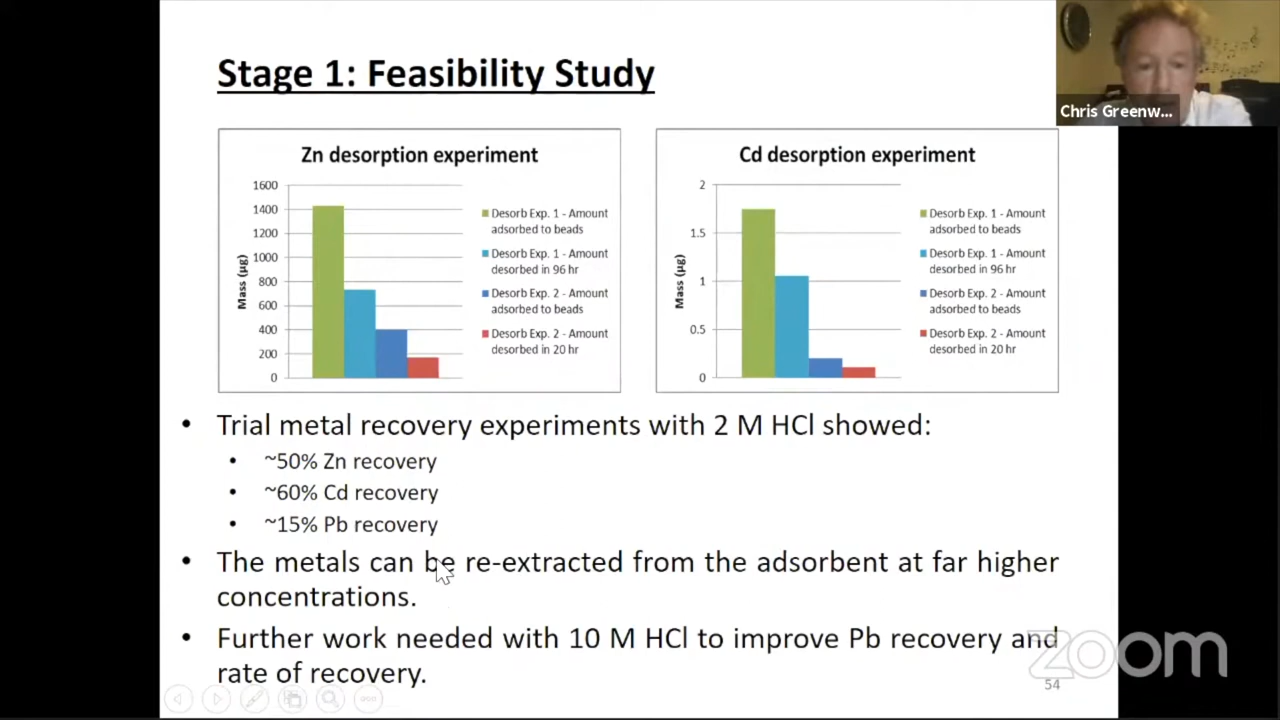 Stage 1: Feasibility Study
Chris Greenw...
Zn desorption experiment
1600
1400
1200
1000
800
600
400
200
0
Mass (µg)
Desorb Exp. 1 - Amount
adsorbed to beads
Desorb Exp. 1 - Amount
desorbed in 96 hr
Desorb Exp. 2 - Amount
adsorbed to beads
Desorb Exp. 2 - Amount
desorbed in 20 hr
Cd desorption experiment
2
1.5
1
0.5
0
Mass (µg)
Desorb Exp. 1 - Amount
adsorbed to beads
Desorb Exp. 1 - Amount
desorbed in 96 hr
Desorb Exp. 2 - Amount
adsorbed to beads
Desorb Exp. 2 - Amount
desorbed in 20 hr
• Trial metal recovery experiments with 2 M HCl showed:
• ~50% Zn recovery
• ~60% Cd recovery
• ~15% Pb recovery
• The metals can be re-extracted from the adsorbent at far higher
concentrations.
• Further work needed with 10 M HCl to improve Pb recovery and
rate of recovery.
zoom
54